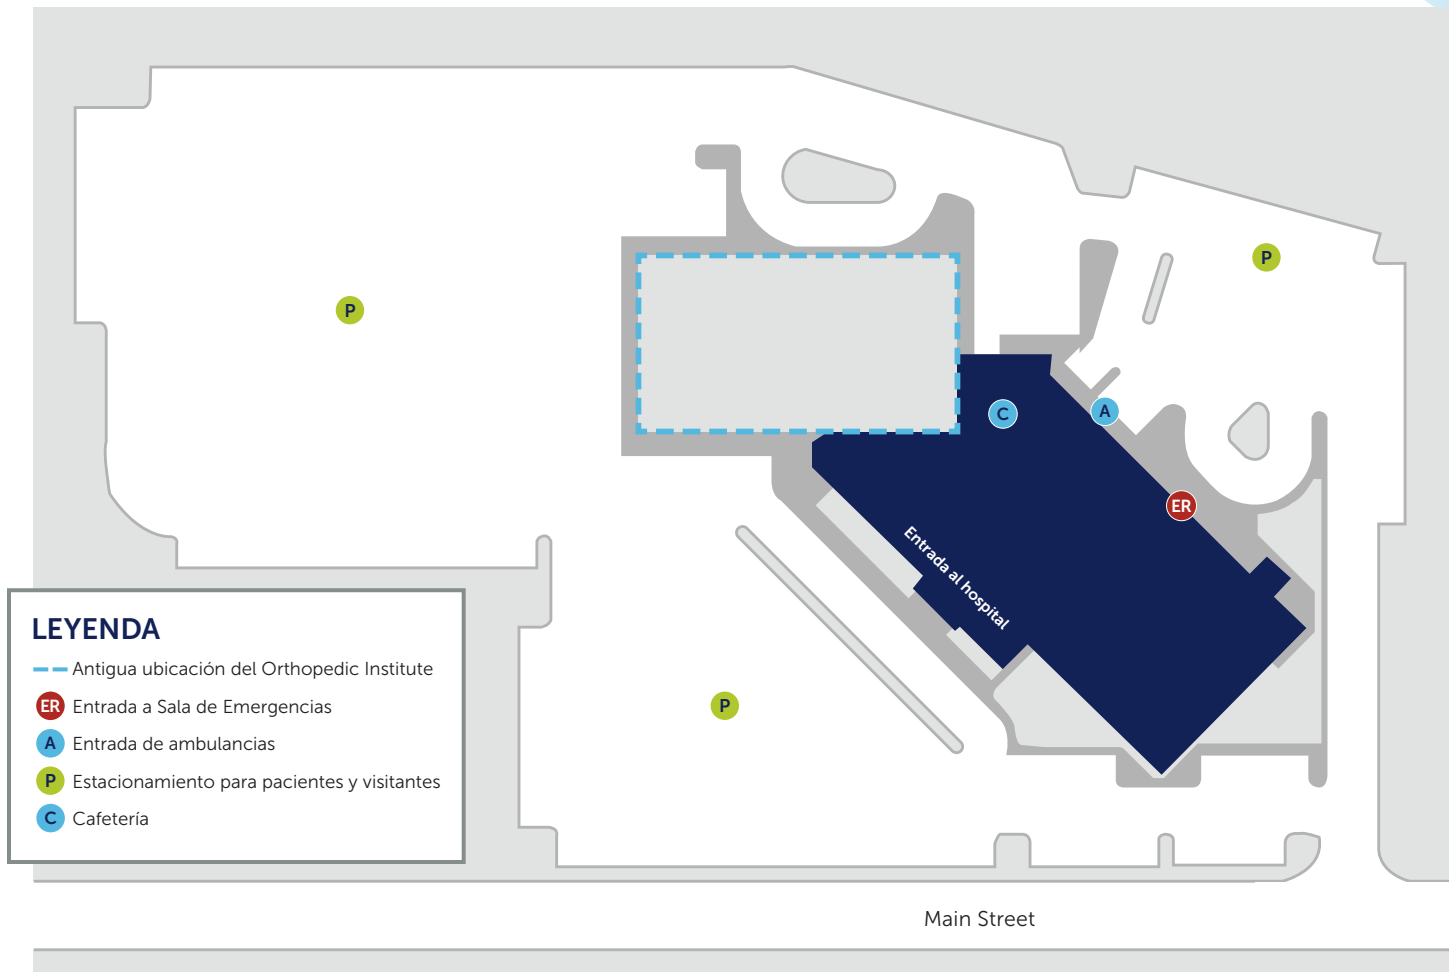 P
P
C
A
ER
Entrada al hospital
P
LEYENDA
Antigua ubicación del Orthopedic Institute
ER Entrada a Sala de Emergencias
A Entrada de ambulancias
P Estacionamiento para pacientes y visitantes
C Cafetería
Main Street